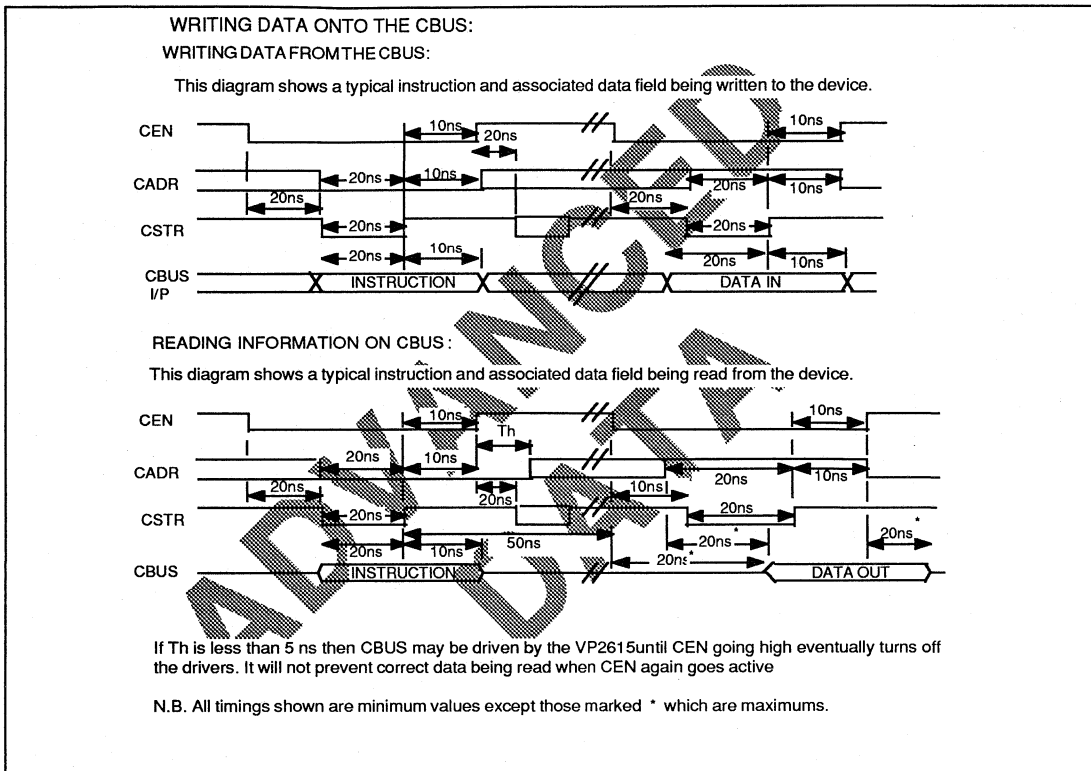 WRITING DATA ONTO THE CBUS:
WRITING DATA FROM THE CBUS:
This diagram shows a typical instruction and associated data field being written to the device.
CEN
10ns
20ns
10ns
CADR
20ns
10ns
20ns
10ns
20ns
20ns
CSTR
20ns
20ns
20ns
10ns
20ns
10ns
CBUS
I/P
INSTRUCTION
DATA IN
READING INFORMATION ON CBUS :
This diagram shows a typical instruction and associated data field being read from the device.
CEN
10ns
10ns
Th
CADR
20ns
10ns
20ns
10ns
20ns
20ns
10ns
20ns
CSTR
20ns
50ns
20ns*
20ns*
20ns
10ns
20ns*
CBUS
INSTRUCTION
DATA OUT
If Th is less than 5 ns then CBUS may be driven by the VP2615until CEN going high eventually turns off
the drivers. It will not prevent correct data being read when CEN again goes active
N.B. All timings shown are minimum values except those marked * which are maximums.
ADVANCED
DATA